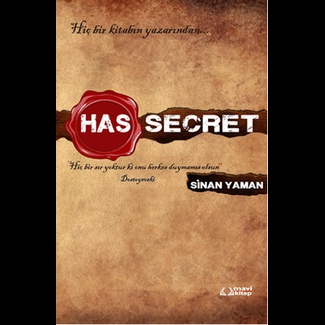 "Hiç bir kitabın yazarından...
HAS SECRET
"Hiç bir sır yoktur ki onu herkes duymamış olsun"
Dostoyevski
SİNAN YAMAN
mavi
kitap